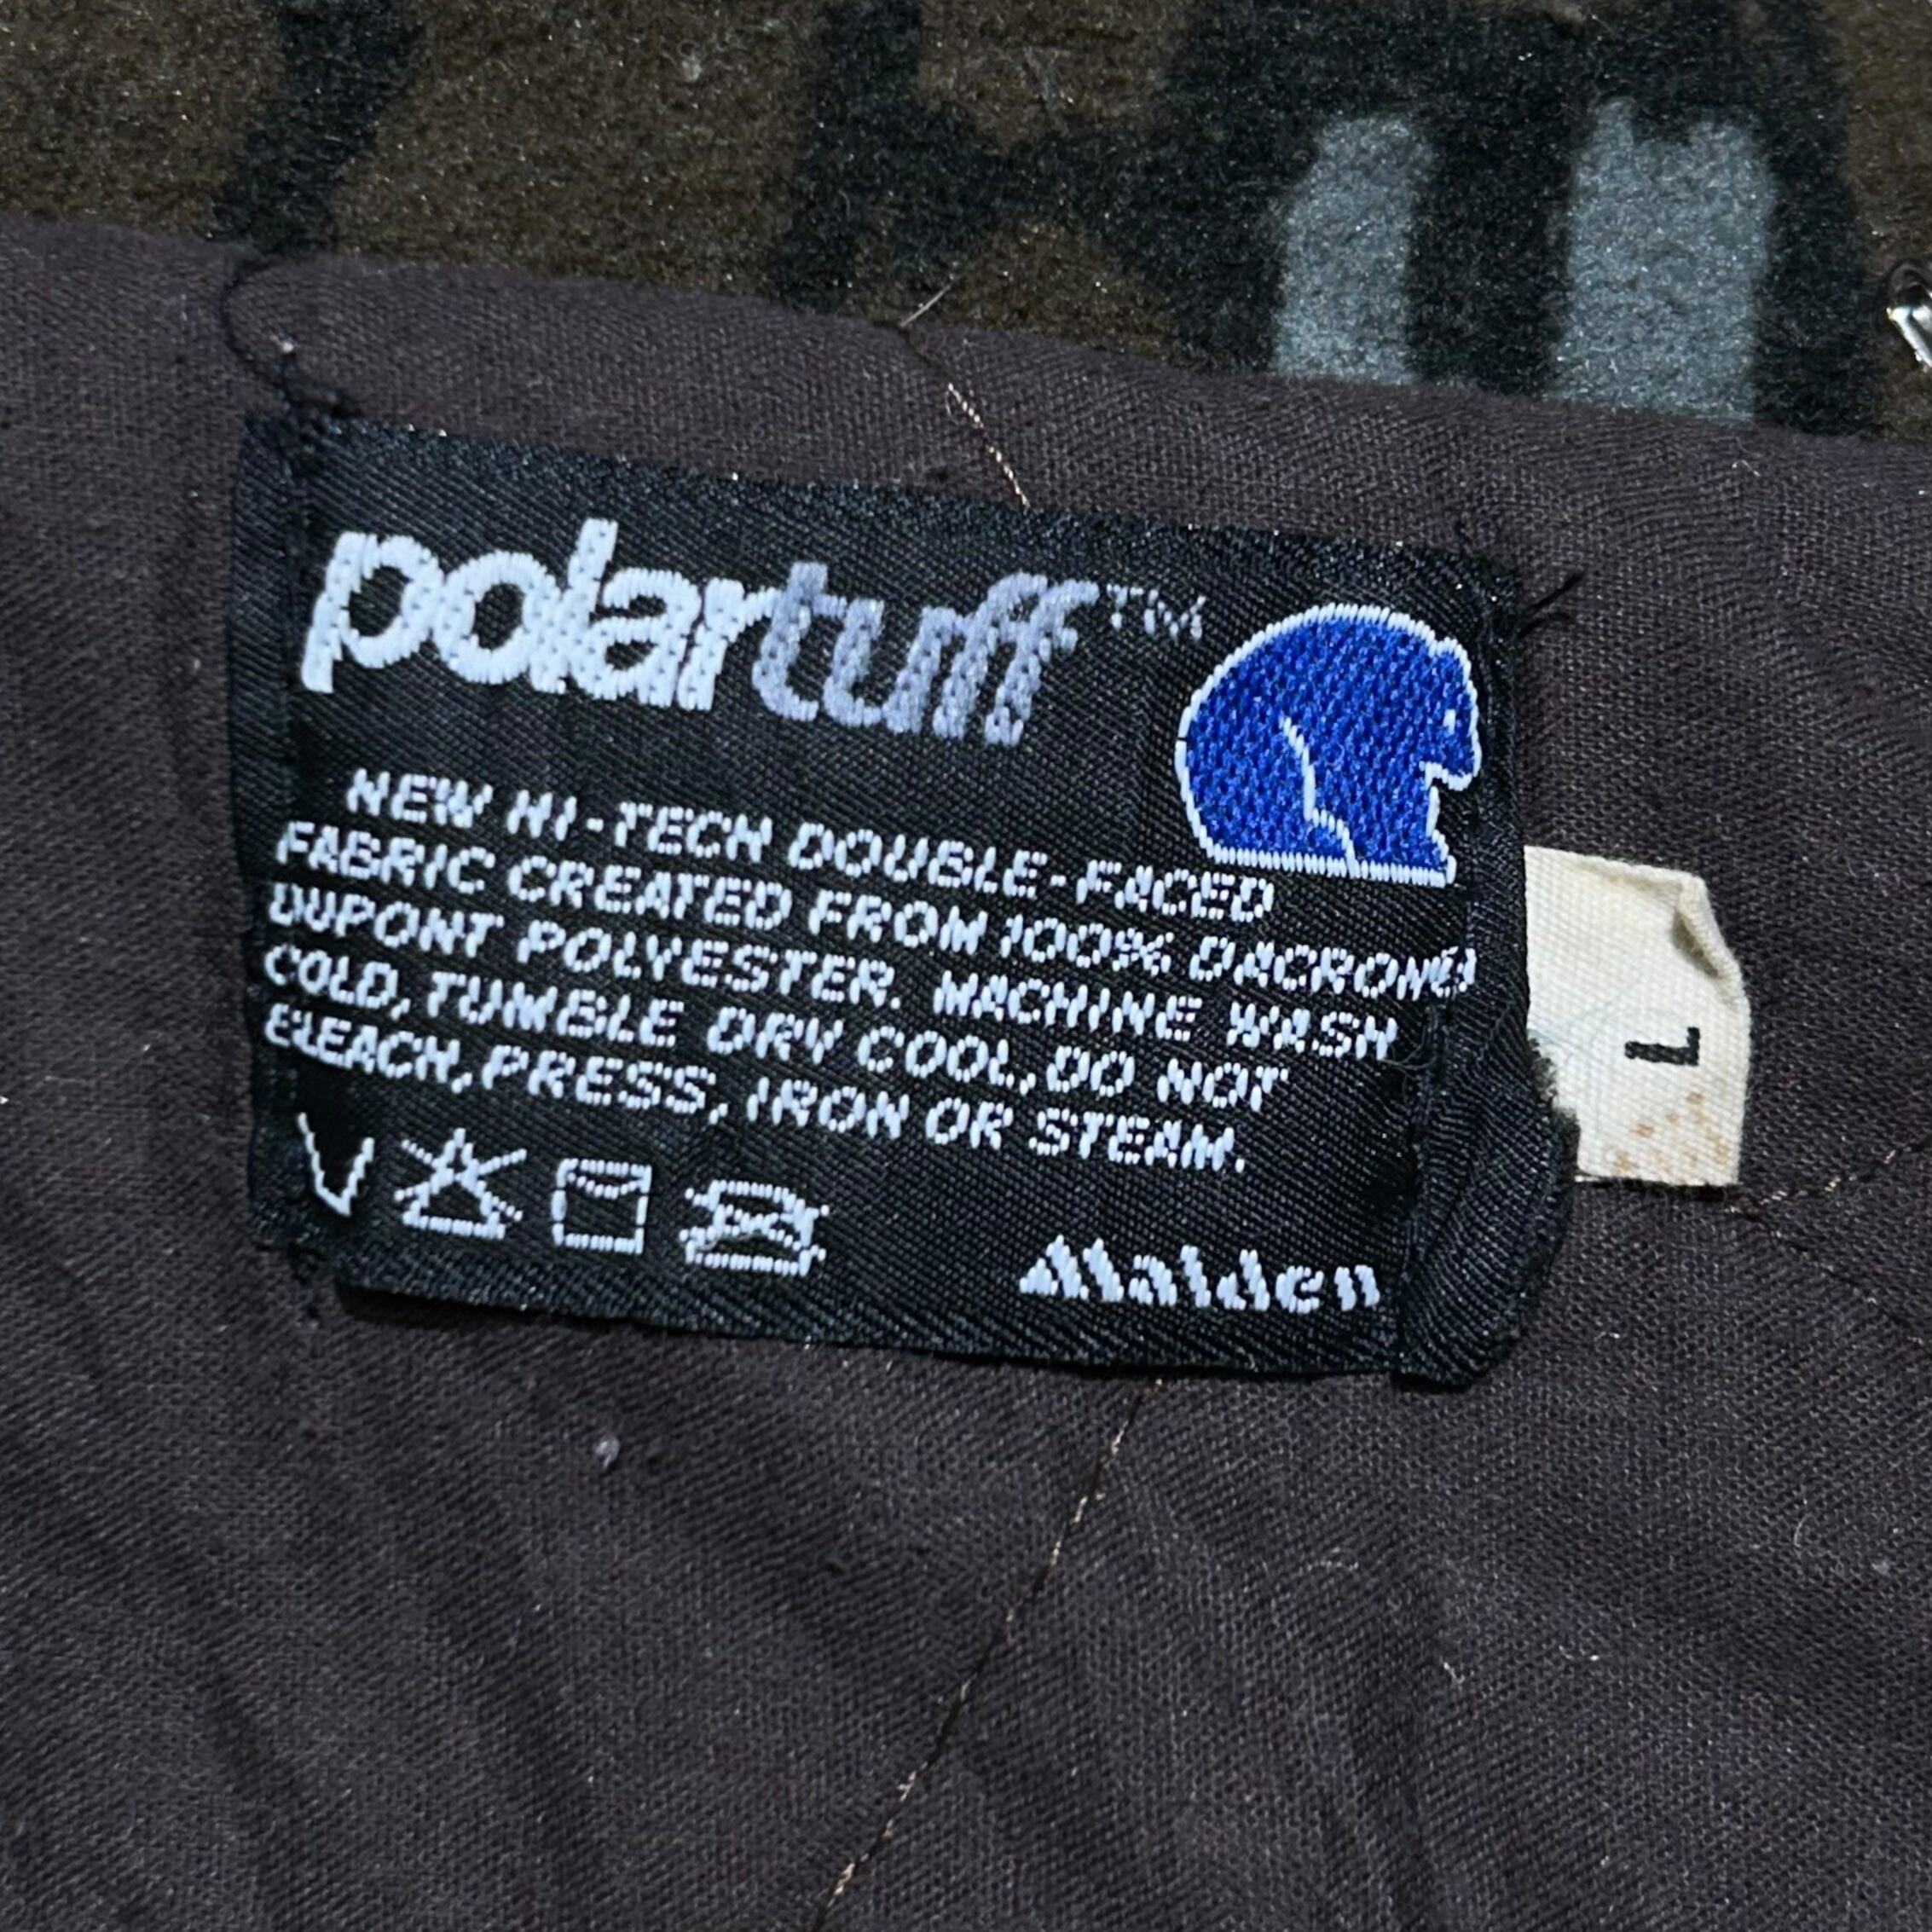 polartuff™
NEW HI-TECH DOUBLE-FACED
FABRIC CREATED FROM 100% DACRON®
DUPONT POLYESTER. MACHINE WASH
COLD, TUMBLE DRY COOL, DO NOT
BLEACH, PRESS, IRON OR STEAM.
Malden
L